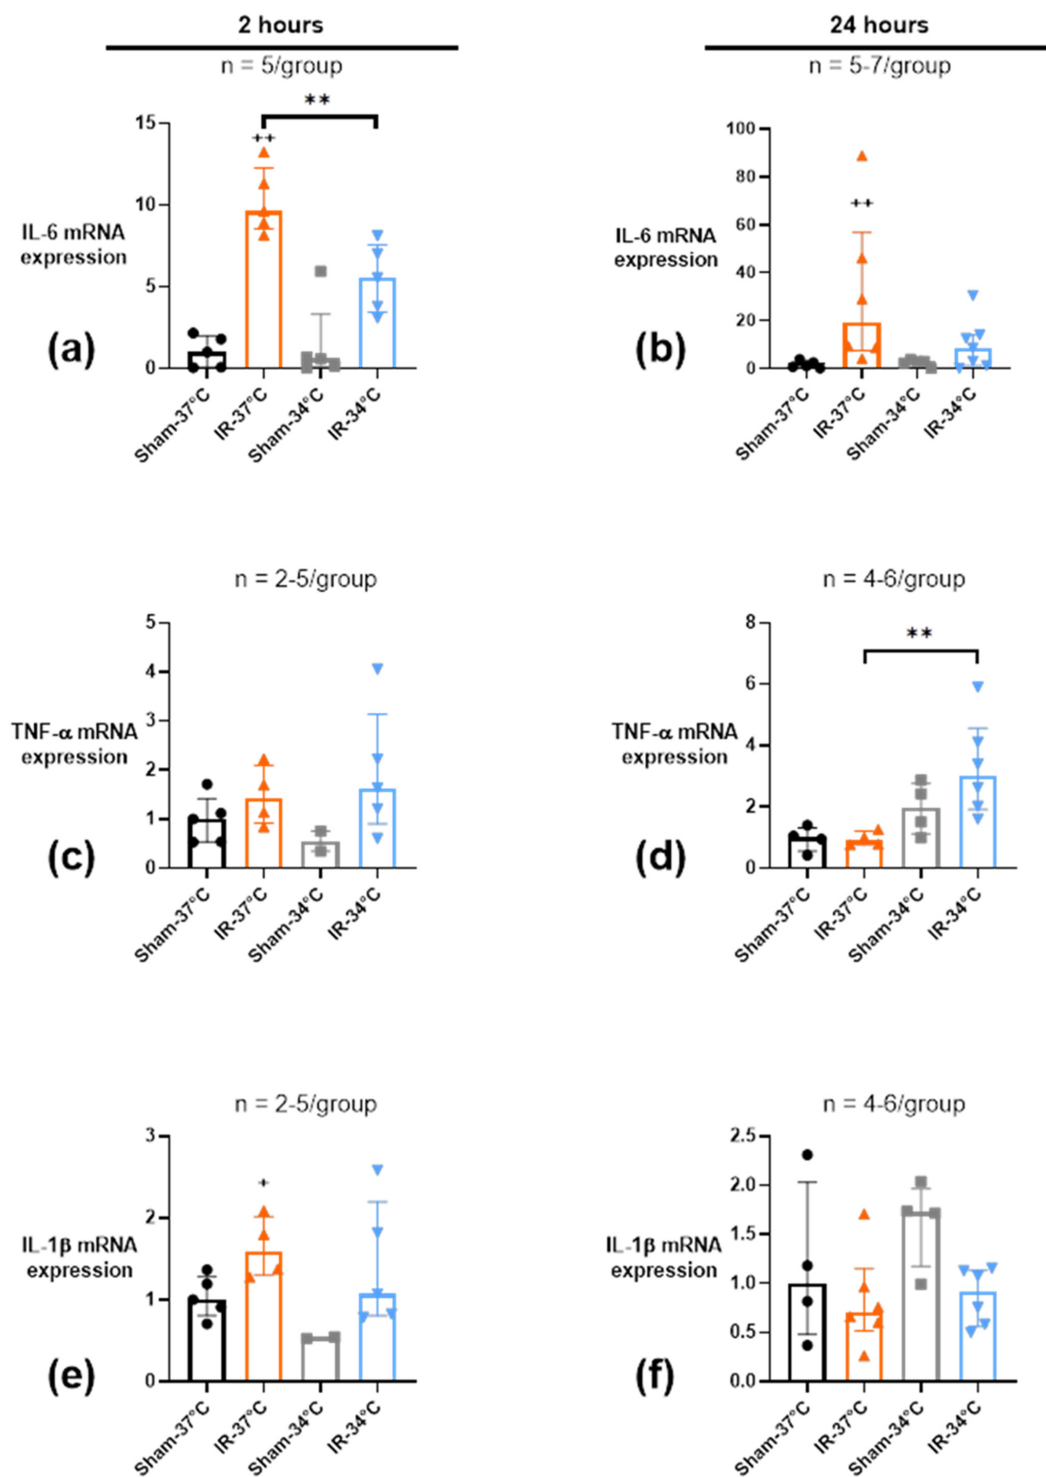 2 hours
24 hours
n = 5/group
n = 5-7/group
**
++
15
10
5
0
IL-6 mRNA
expression
(a)
Sham-37°C
IR-37°C
Sham-34°C
IR-34°C
++
100
80
60
40
20
0
IL-6 mRNA
expression
(b)
Sham-37°C
IR-37°C
Sham-34°C
IR-34°C
n = 2-5/group
n = 4-6/group
5
4
3
2
1
0
TNF-α mRNA
expression
(c)
Sham-37°C
IR-37°C
Sham-34°C
IR-34°C
**
8
6
4
2
0
TNF-α mRNA
expression
(d)
Sham-37°C
IR-37°C
Sham-34°C
IR-34°C
n = 2-5/group
n = 4-6/group
+
3
2
1
0
IL-1β mRNA
expression
(e)
Sham-37°C
IR-37°C
Sham-34°C
IR-34°C
2.5
2.0
1.5
1.0
0.5
0.0
IL-1β mRNA
expression
(f)
Sham-37°C
IR-37°C
Sham-34°C
IR-34°C